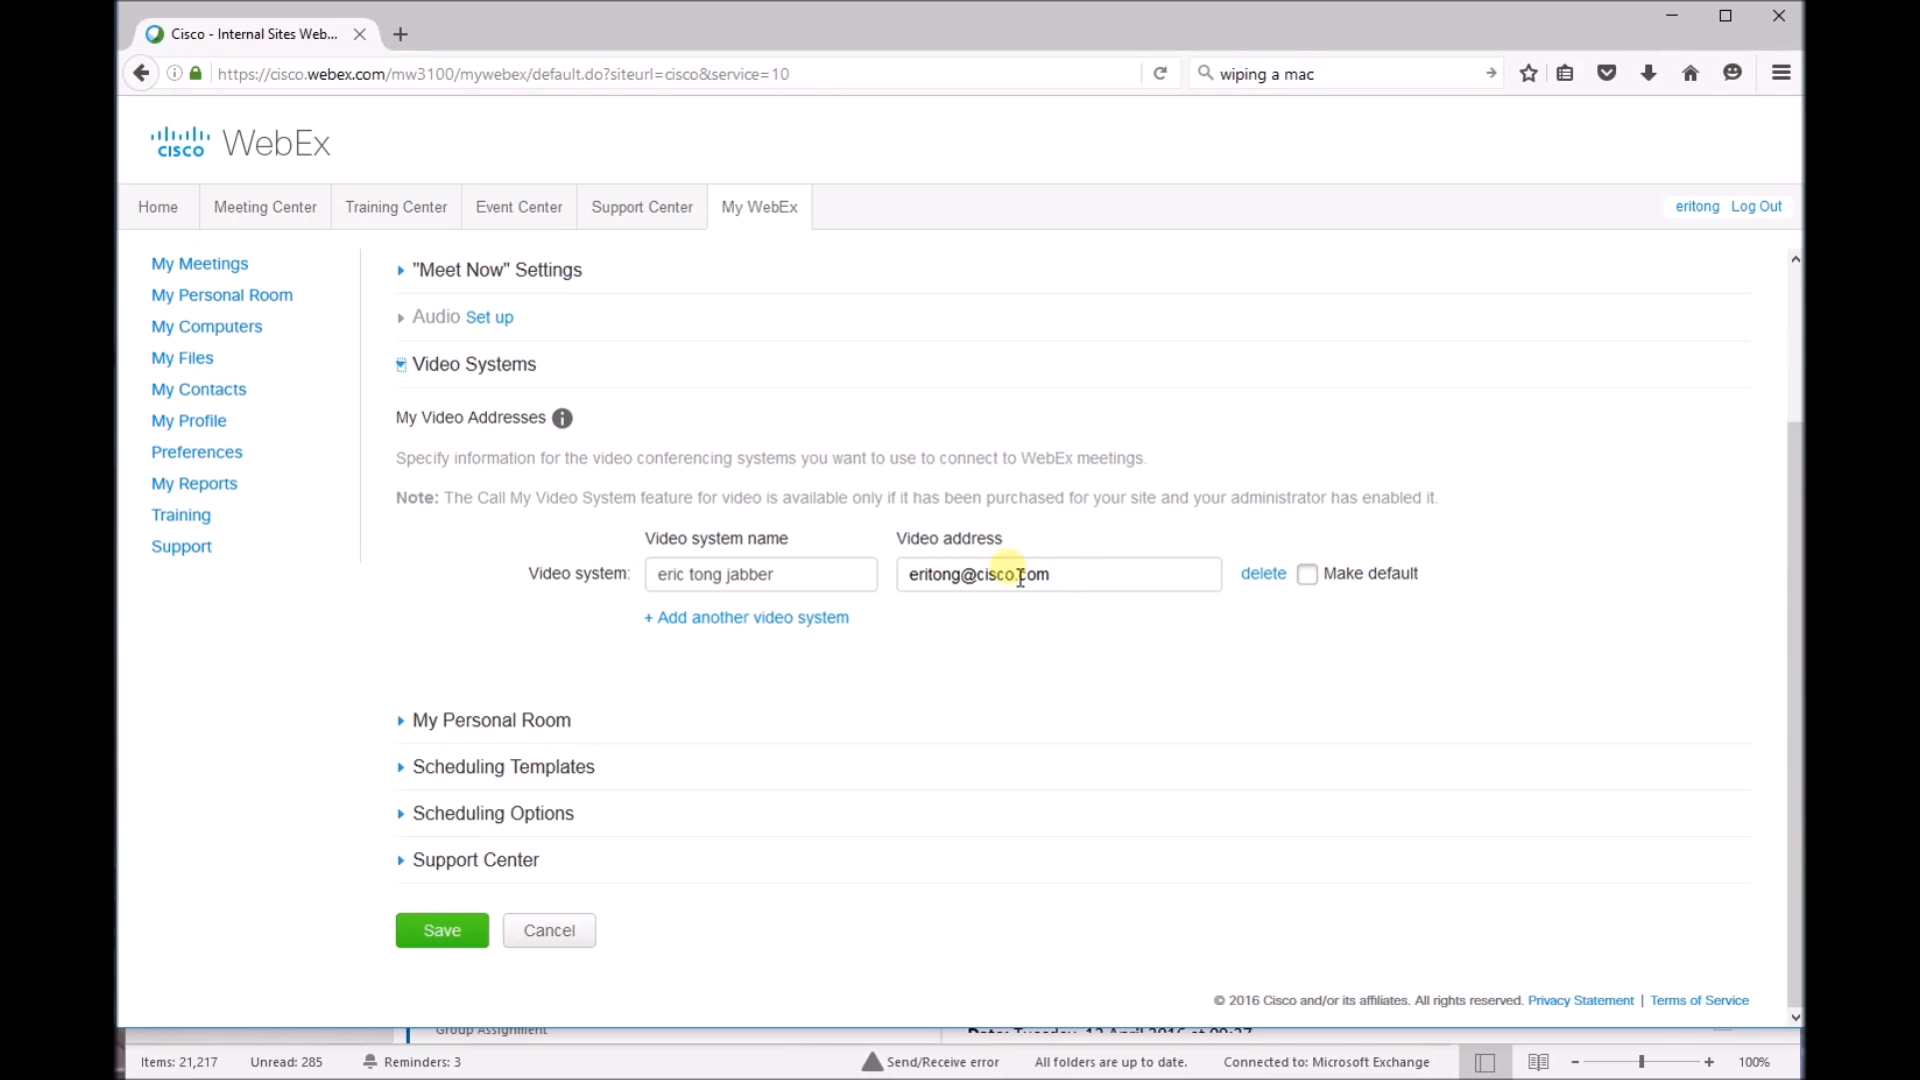 Cisco - Internal Sites Web...
https://cisco.webex.com/mw3100/mywebex/default.do?siteurl=cisco&service=10
wiping a mac
cisco WebEx
Home
Meeting Center
Training Center
Event Center
Support Center
My WebEx
eritong
Log Out
My Meetings
My Personal Room
My Computers
My Files
My Contacts
My Profile
Preferences
My Reports
Training
Support
"Meet Now" Settings
Audio Set up
Video Systems
My Video Addresses
Specify information for the video conferencing systems you want to use to connect to WebEx meetings.
Note: The Call My Video System feature for video is available only if it has been purchased for your site and your administrator has enabled it.
Video system name
Video address
Video system:
eric tong jabber
eritong@cisco.com
delete
Make default
+ Add another video system
My Personal Room
Scheduling Templates
Scheduling Options
Support Center
Save
Cancel
© 2016 Cisco and/or its affiliates. All rights reserved. Privacy Statement | Terms of Service
Group Assignment
Date: Tuesday, 12 April 2016 at 09:37
Items: 21,217
Unread: 285
Reminders: 3
Send/Receive error
All folders are up to date.
Connected to: Microsoft Exchange
100%